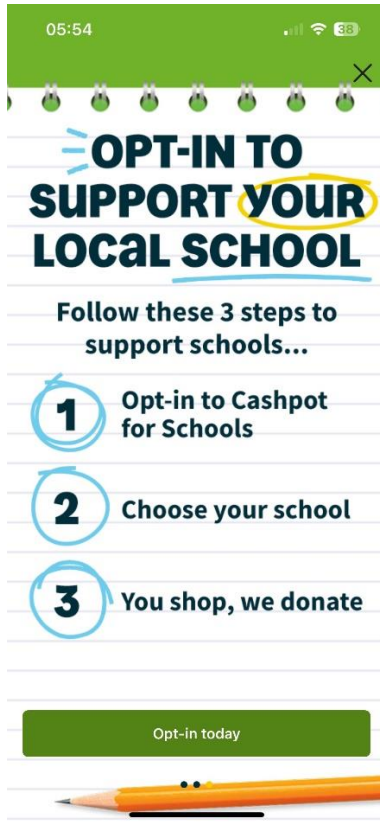 05:54
38
OPT-IN TO
SUPPORT YOUR
LOCaL SCHOOL
Follow these 3 steps to
support schools...
1
Opt-in to Cashpot
for Schools
2
Choose your school
3
You shop, we donate
Opt-in today